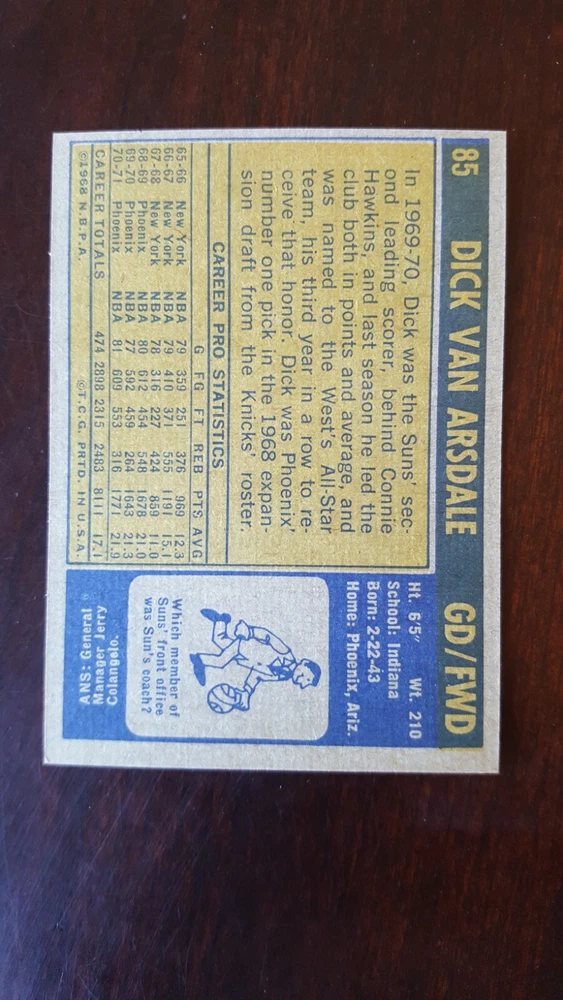 85 DICK VAN ARSDALE GD/FWD
In 1969-70, Dick was the Suns' sec-
ond leading scorer, behind Connie
Hawkins, and last season he led the
club both in points and average, and
was named to the West's All-Star
team, his third year in a row to re-
ceive that honor. Dick was Phoenix'
number one pick in the 1968 expan-
sion draft from the Knicks' roster.
CAREER PRO STATISTICS
G FG FT REB PTS AVG
65-66 New York NBA 79 359 251 376 969 12.3
66-67 New York NBA 79 410 371 555 1191 15.1
67-68 New York NBA 78 316 227 424 859 11.0
68-69 Phoenix NBA 80 612 454 548 1678 21.0
69-70 Phoenix NBA 77 592 459 264 1643 21.3
70-71 Phoenix NBA 81 609 553 316 1771 21.9
CAREER TOTALS 474 2898 2315 2483 8111 17.1
©1968 N.B.P.A. ©T.C.G. PRTD. IN U.S.A.
Ht. 6'5" Wt. 210
School: Indiana
Born: 2-22-43
Home: Phoenix, Ariz.
Which member of
Suns' front office
was Sun's coach?
ANS: General
Manager Jerry
Colangelo.